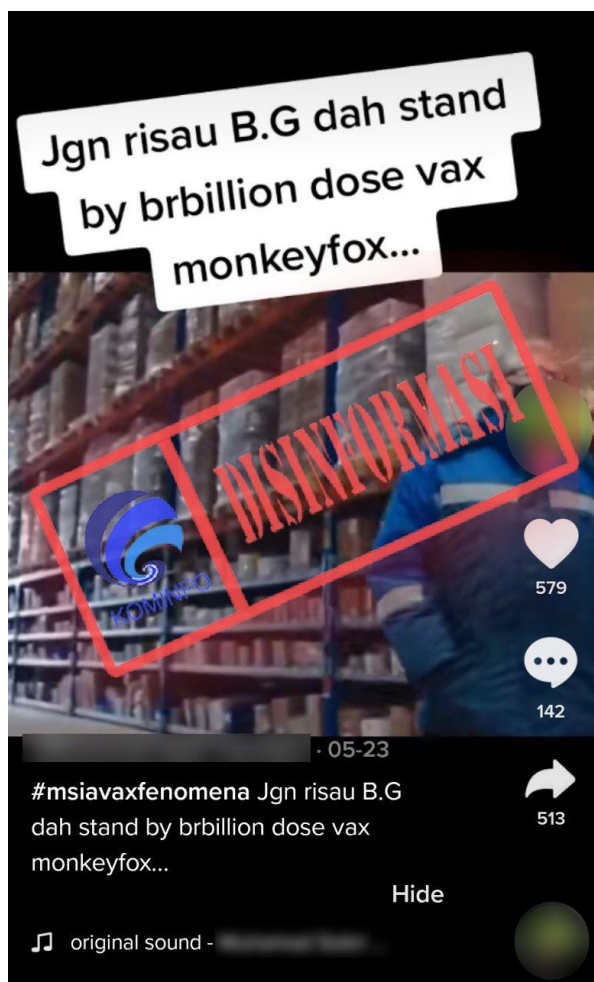 Jgn risau B.G dah stand
by brbillion dose vax
monkeyfox...
DISINFORMASI
KOMINFO
579
142
· 05-23
#msiavaxfenomena Jgn risau B.G
dah stand by brbillion dose vax
monkeyfox...
513
Hide
original sound -